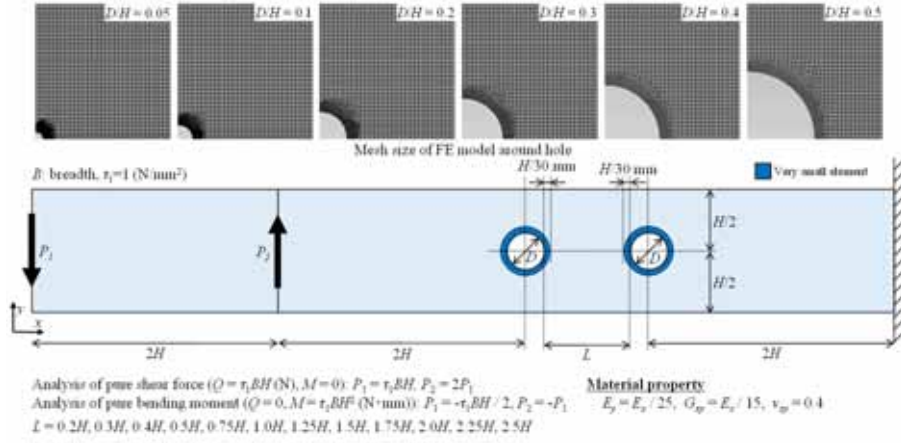 D/H = 0.05
D/H = 0.1
D/H = 0.2
D/H = 0.3
D/H = 0.4
D/H = 0.5
Mesh size of FE model around hole
B: breadth, τ₁=1 (N/mm²)
H/30 mm
H/30 mm
Very small element
P₁
P₂
D
D
H/2
H/2
y
x
2H
2H
L
2H
Analysis of pure shear force (Q = τ₁BH (N), M = 0): P₁ = τ₁BH, P₂ = 2P₁
Analysis of pure bending moment (Q = 0, M = τ₁BH² (N·mm)): P₁ = -τ₁BH / 2, P₂ = -P₁
L = 0.2H, 0.3H, 0.4H, 0.5H, 0.75H, 1.0H, 1.25H, 1.5H, 1.75H, 2.0H, 2.25H, 2.5H
Material property
Eᵧ = Eₓ / 25, Gₓᵧ = Eₓ / 15, νₓᵧ = 0.4